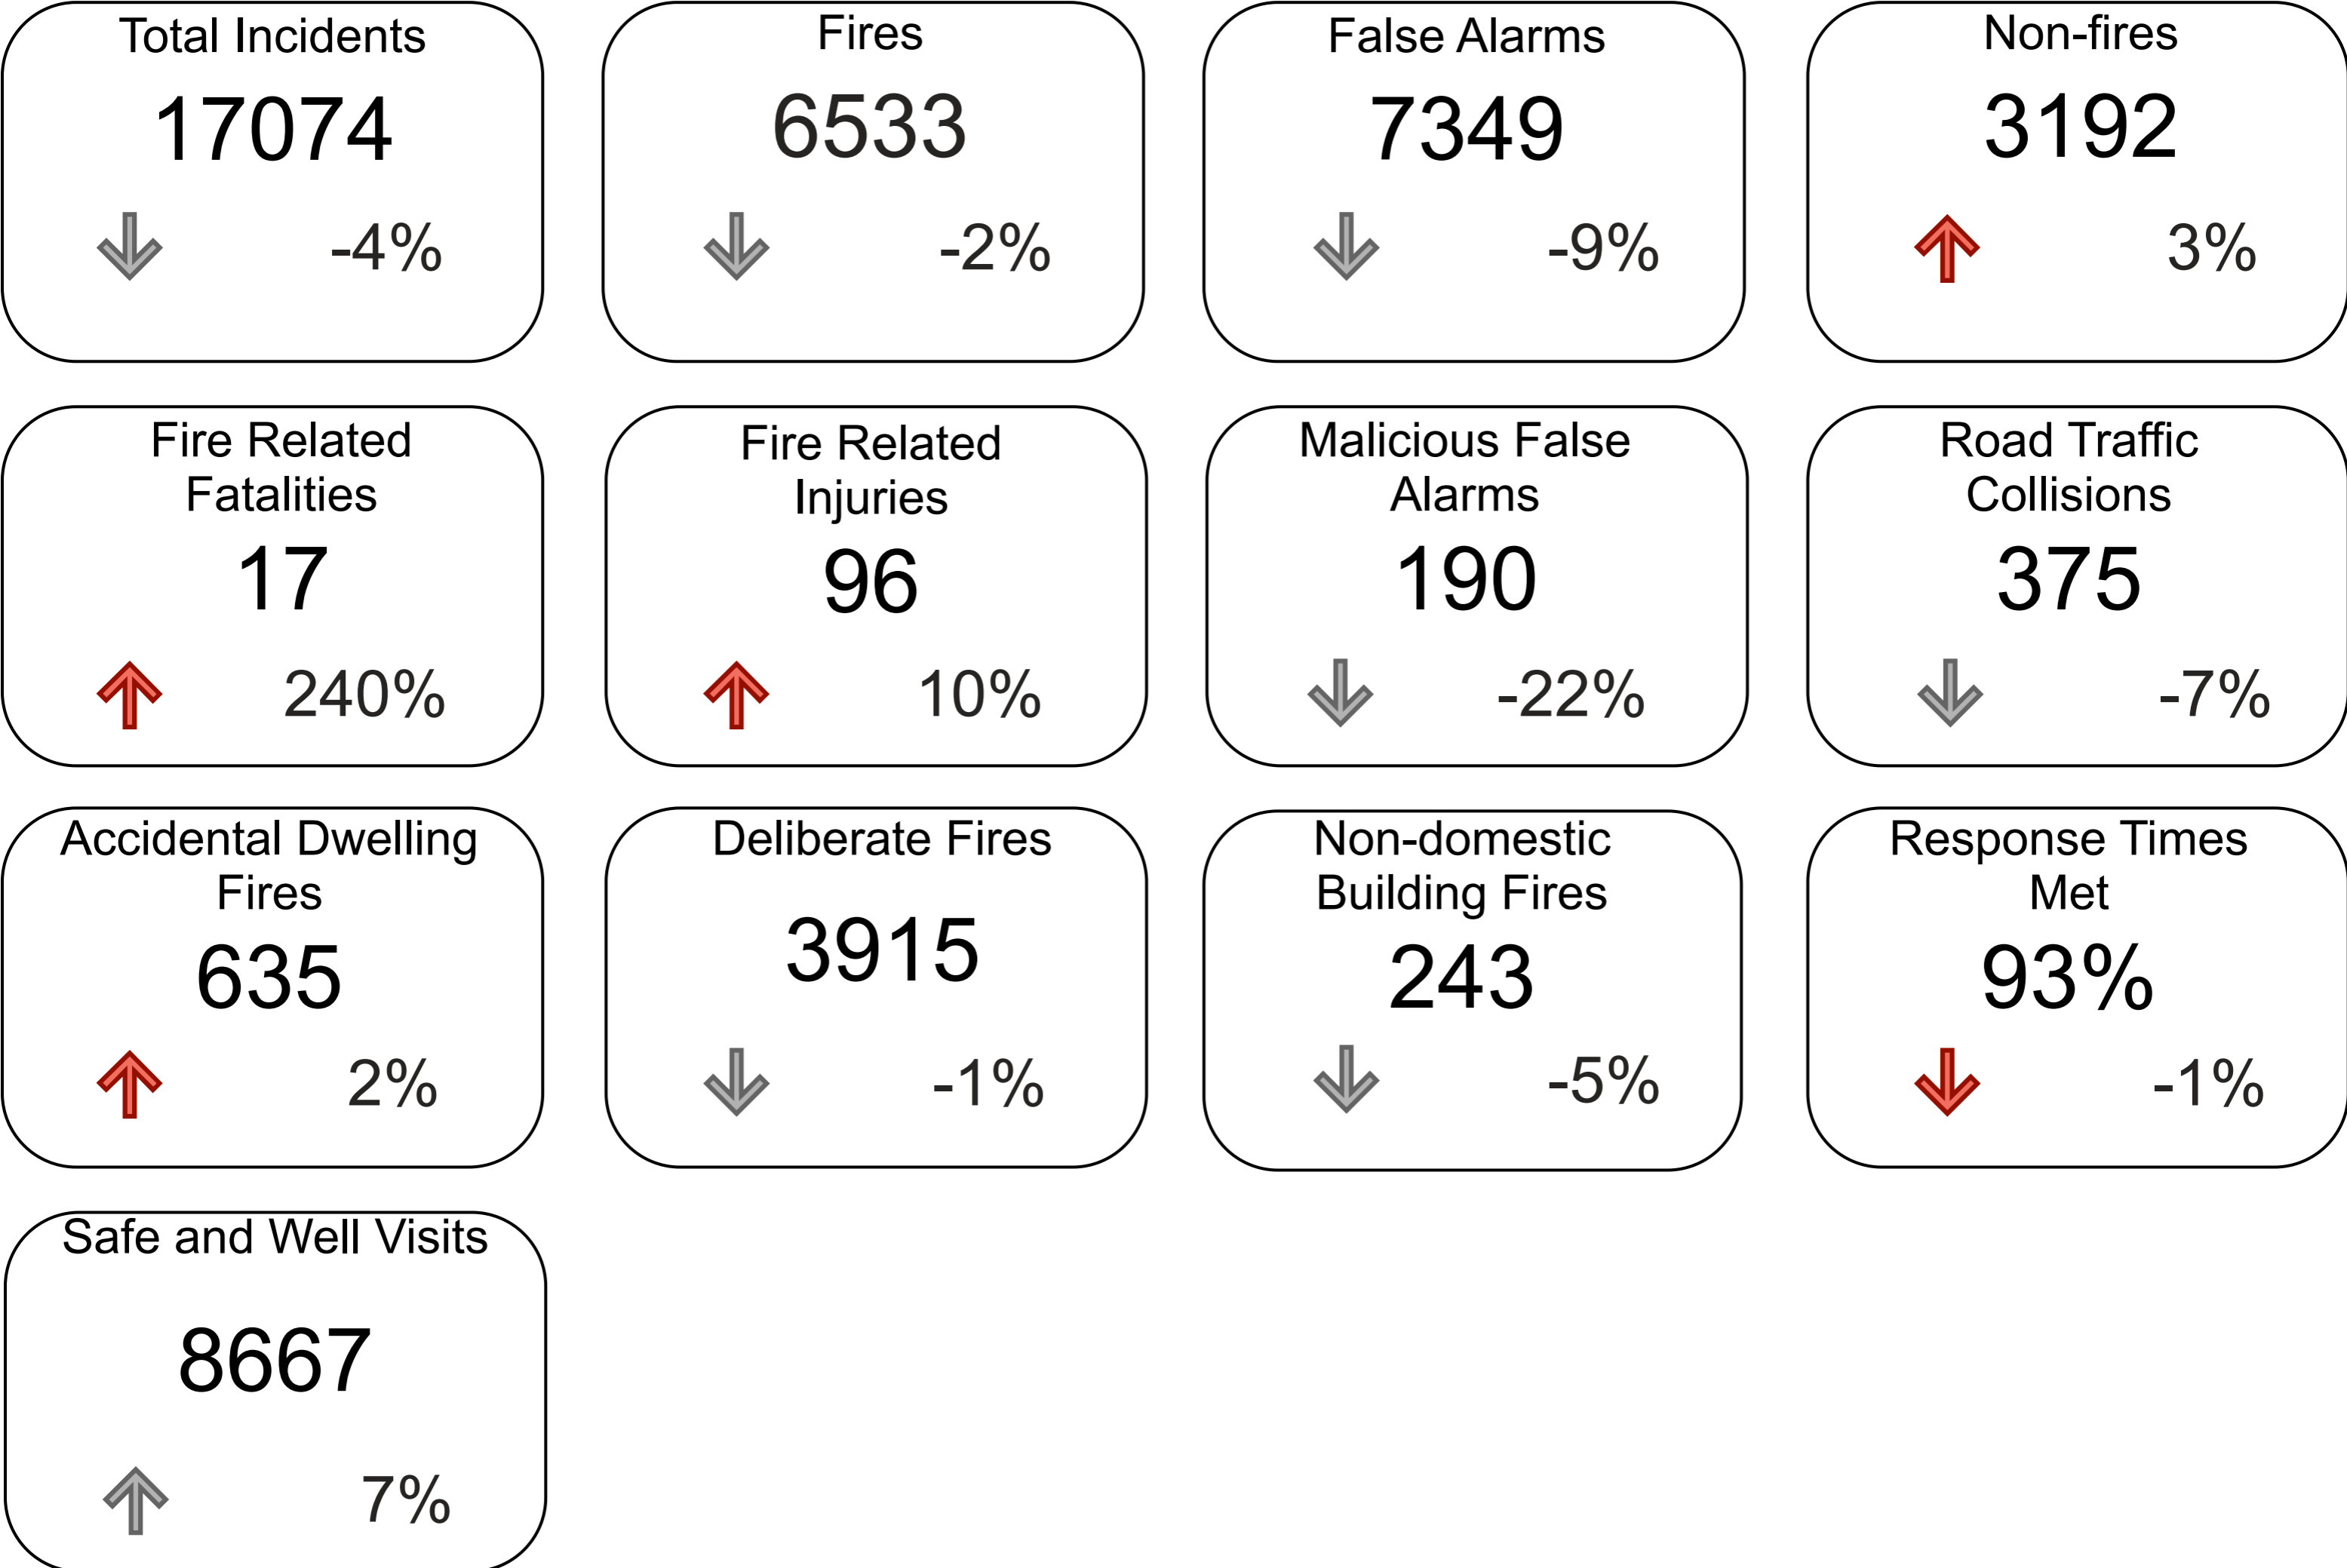 Total Incidents
17074
-4%
Fires
6533
-2%
False Alarms
7349
-9%
Non-fires
3192
3%
Fire Related
Fatalities
17
240%
Fire Related
Injuries
96
10%
Malicious False
Alarms
190
-22%
Road Traffic
Collisions
375
-7%
Accidental Dwelling
Fires
635
2%
Deliberate Fires
3915
-1%
Non-domestic
Building Fires
243
-5%
Response Times
Met
93%
-1%
Safe and Well Visits
8667
7%